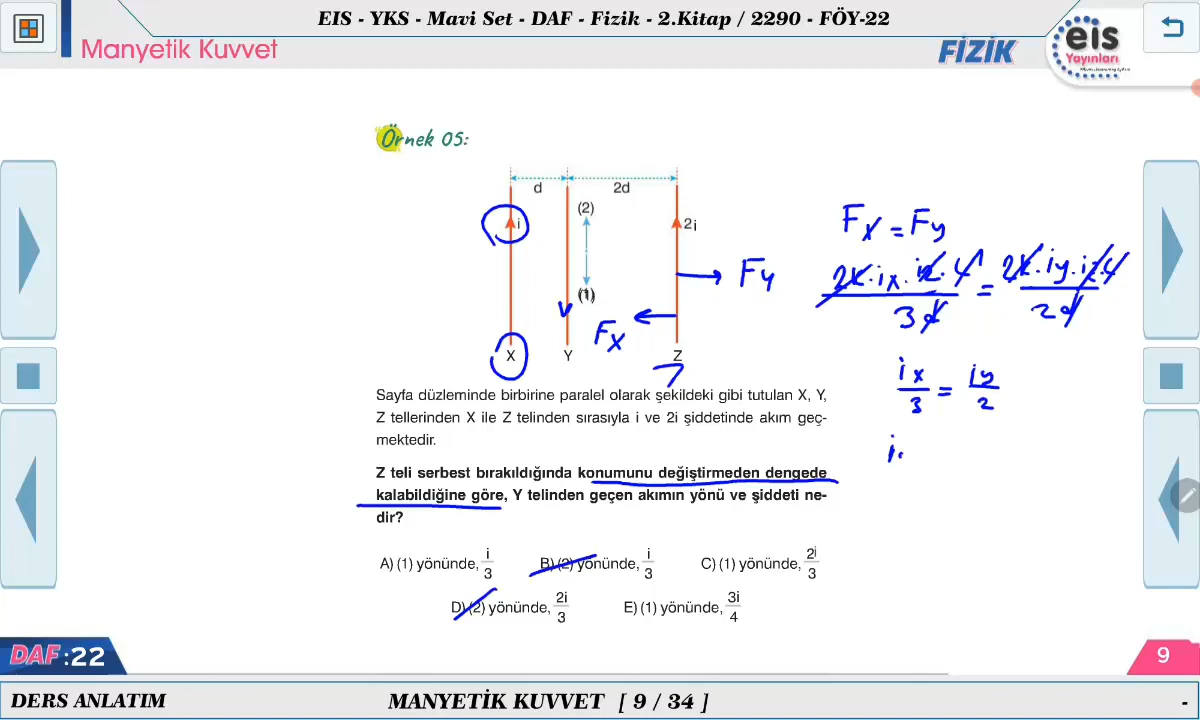 EIS - YKS - Mavi Set - DAF - Fizik - 2.Kitap / 2290 - FÖY-22
Manyetik Kuvvet
FİZİK
eis
Yayınları
Örnek 05:
d 2d
(2)
i 2i
(1)
Fy
Fx
X Y Z
Fx = Fy
2k.ix.iz.ℓ / 3d = 2k.iy.iz.ℓ / 2d
ix / 3 = iy / 2
i.
Sayfa düzleminde birbirine paralel olarak şekildeki gibi tutulan X, Y,
Z tellerinden X ile Z telinden sırasıyla i ve 2i şiddetinde akım geç-
mektedir.
Z teli serbest bırakıldığında konumunu değiştirmeden dengede
kalabildiğine göre, Y telinden geçen akımın yönü ve şiddeti ne-
dir?
A) (1) yönünde, i/3 B) (2) yönünde, i/3 C) (1) yönünde, 2i/3
D) (2) yönünde, 2i/3 E) (1) yönünde, 3i/4
DAF:22
9
DERS ANLATIM MANYETİK KUVVET [ 9 / 34 ] -